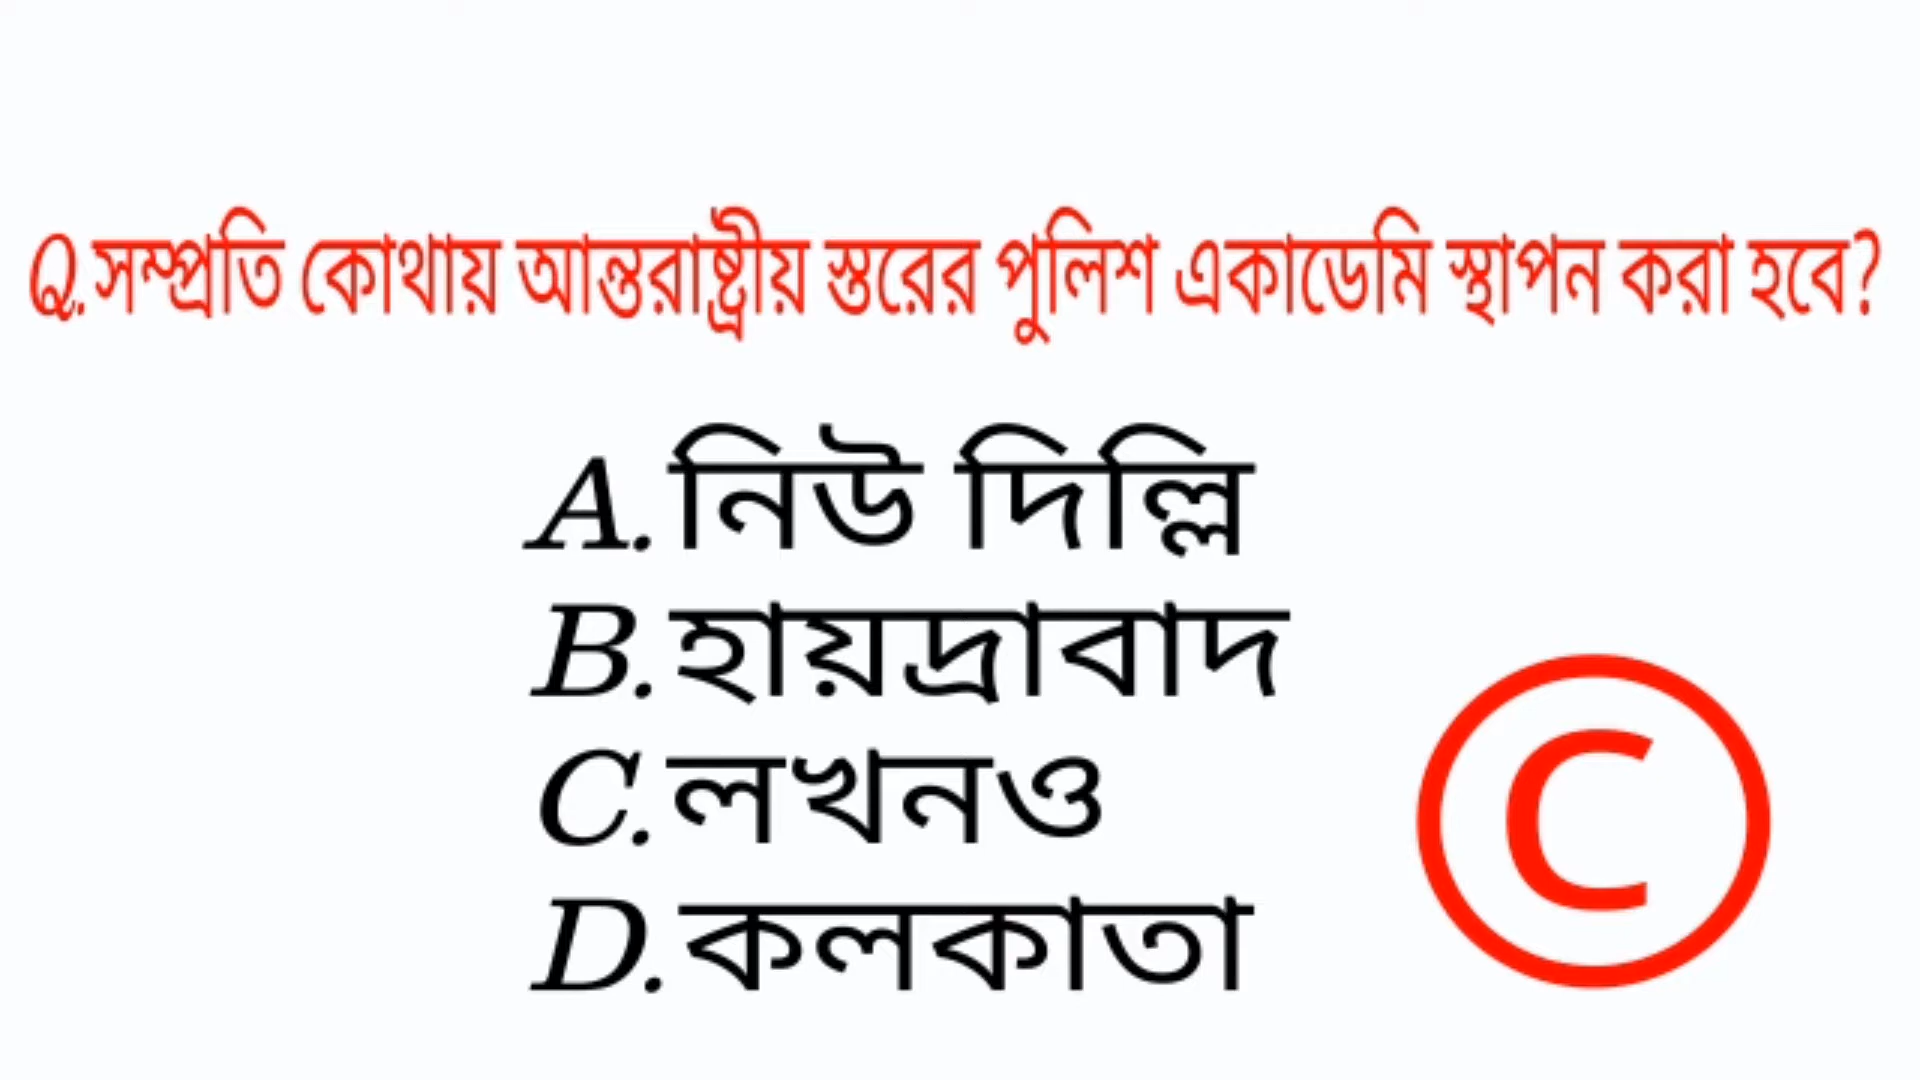 Q.সম্প্রতি কোথায় আন্তরাষ্ট্রীয় স্তরের পুলিশ একাডেমি স্থাপন করা হবে?
A.নিউ দিল্লি
B.হায়দ্রাবাদ
C.লখনও
D.কলকাতা
C